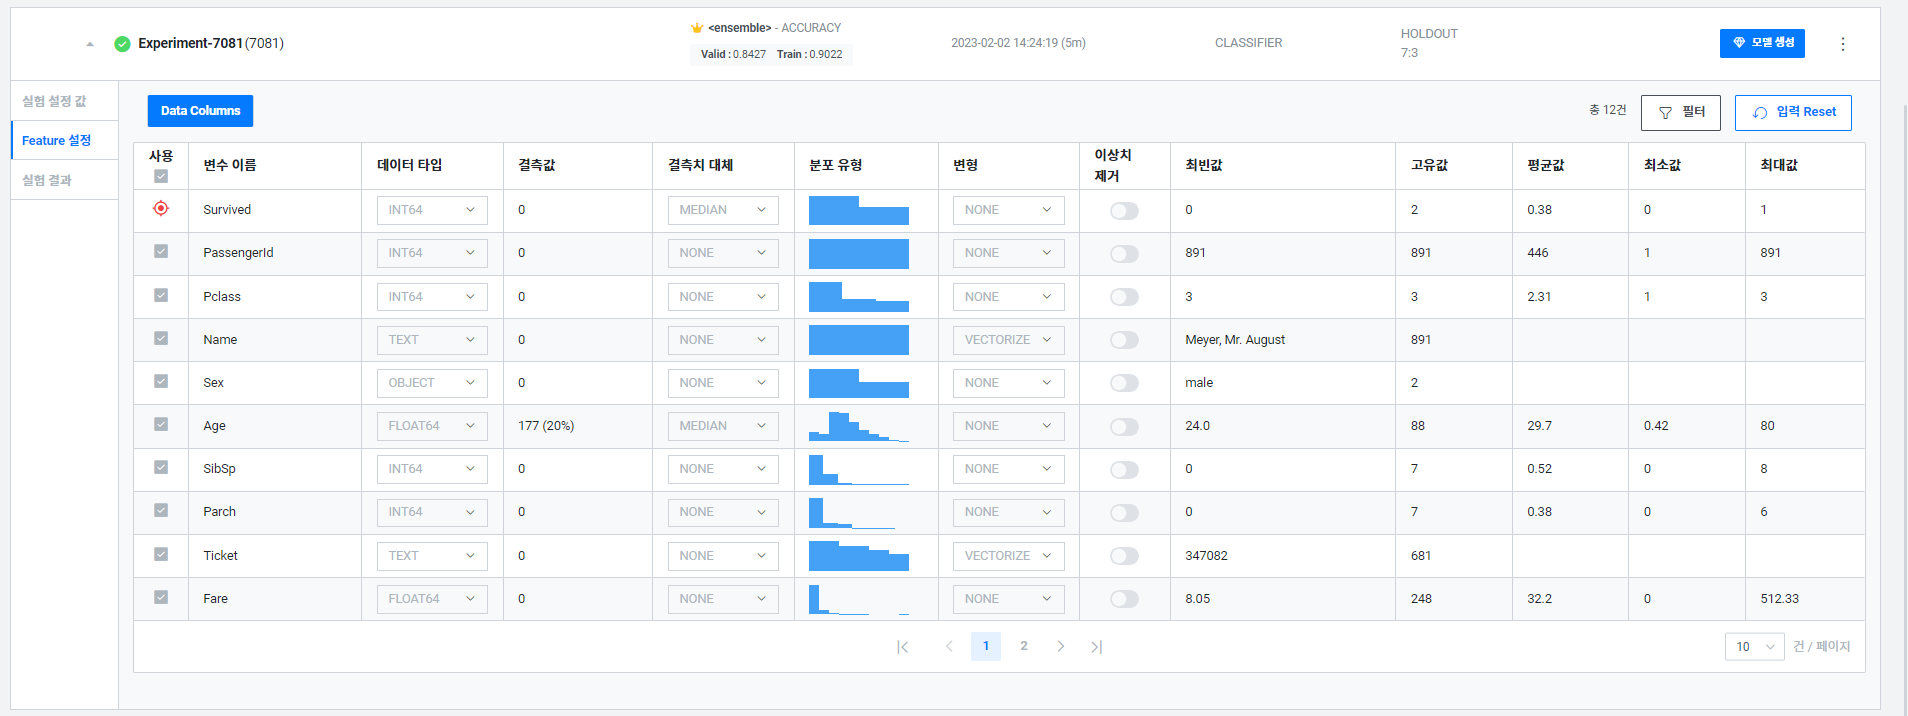 Experiment-7081(7081)
<ensemble> - ACCURACY
Valid : 0.8427 Train : 0.9022
2023-02-02 14:24:19 (5m)
CLASSIFIER
HOLDOUT
7:3
모델 생성
실험 설정 값
Feature 설정
실험 결과
Data Columns
총 12건
필터
입력 Reset
사용 변수 이름 데이터 타입 결측값 결측치 대체 분포 유형 변형 이상치 제거 최빈값 고유값 평균값 최소값 최대값
Survived INT64 0 MEDIAN NONE 0 2 0.38 0 1
PassengerId INT64 0 NONE NONE 891 891 446 1 891
Pclass INT64 0 NONE NONE 3 3 2.31 1 3
Name TEXT 0 NONE VECTORIZE Meyer, Mr. August 891
Sex OBJECT 0 NONE NONE male 2
Age FLOAT64 177 (20%) MEDIAN NONE 24.0 88 29.7 0.42 80
SibSp INT64 0 NONE NONE 0 7 0.52 0 8
Parch INT64 0 NONE NONE 0 7 0.38 0 6
Ticket TEXT 0 NONE VECTORIZE 347082 681
Fare FLOAT64 0 NONE NONE 8.05 248 32.2 0 512.33
1 2
10 건 / 페이지